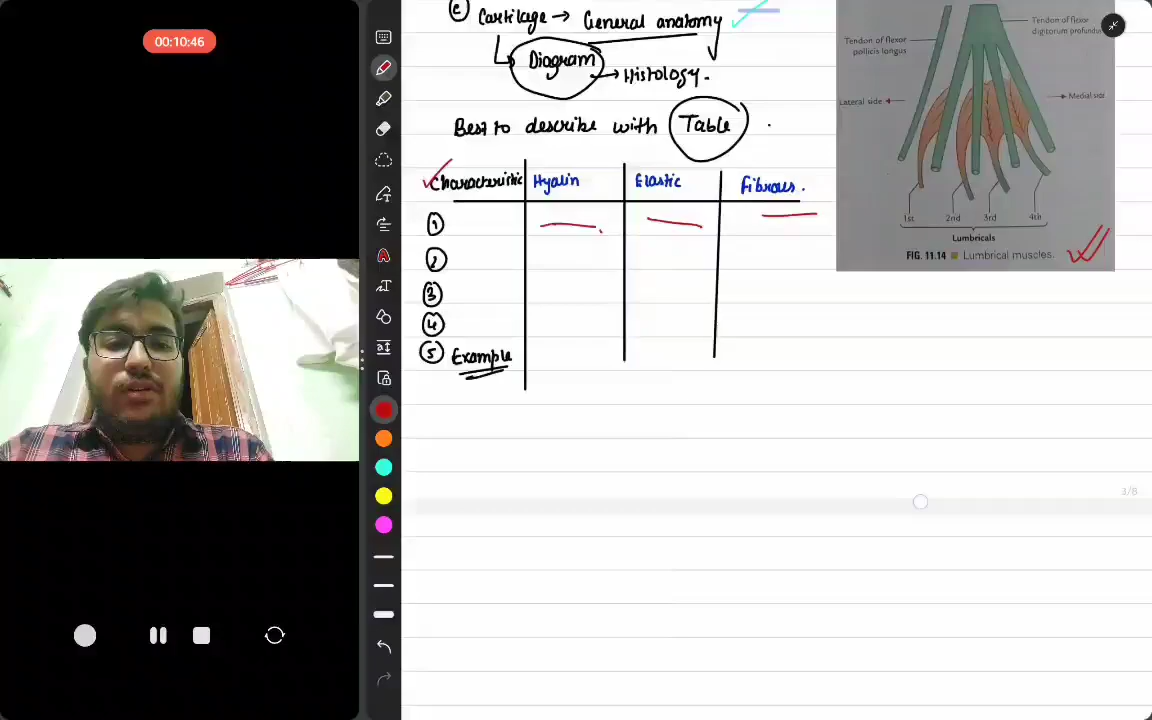 00:10:46
c Cartilage → General anatomy
Diagram → Histology.
Best to describe with Table .
Characteristic Hyalin Elastic Fibrous.
1
2
3
4
5 Example
Tendon of flexor
digitorum profundus
Tendon of flexor
pollicis longus
Lateral side
Medial side
1st 2nd 3rd 4th
Lumbricals
FIG. 11.14 Lumbrical muscles.
3/8